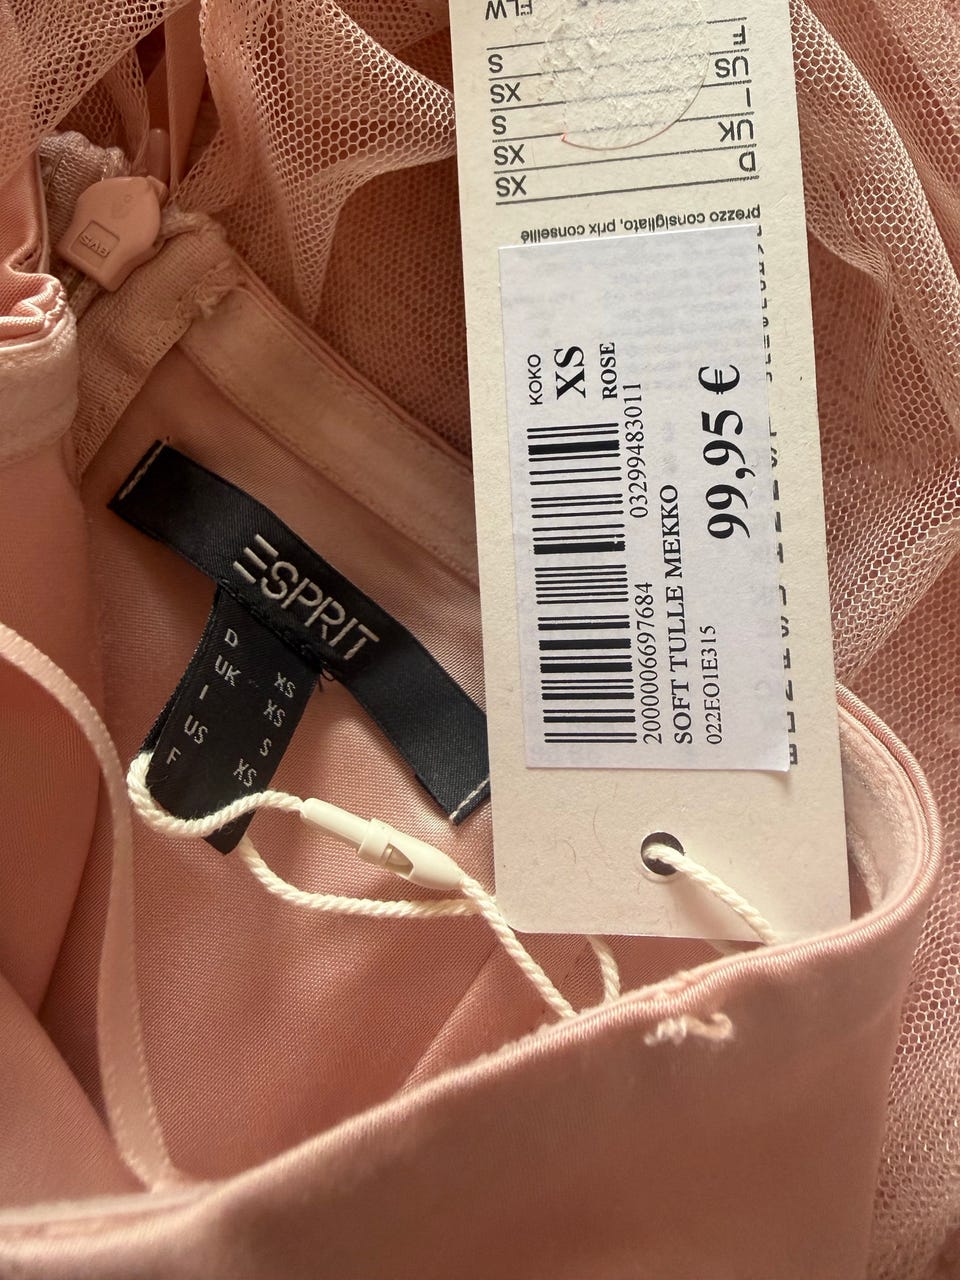 KOKO
XS
ROSE
03299483011
2000006697684
SOFT TULLE MEKKO
022EO1E315
99,95 €
prezzo consigliato, prix conseillé
D XS
UK XS
I S
US XS
F S
FLW
ESPRIT
D XS
UK XS
I S
US XS
F